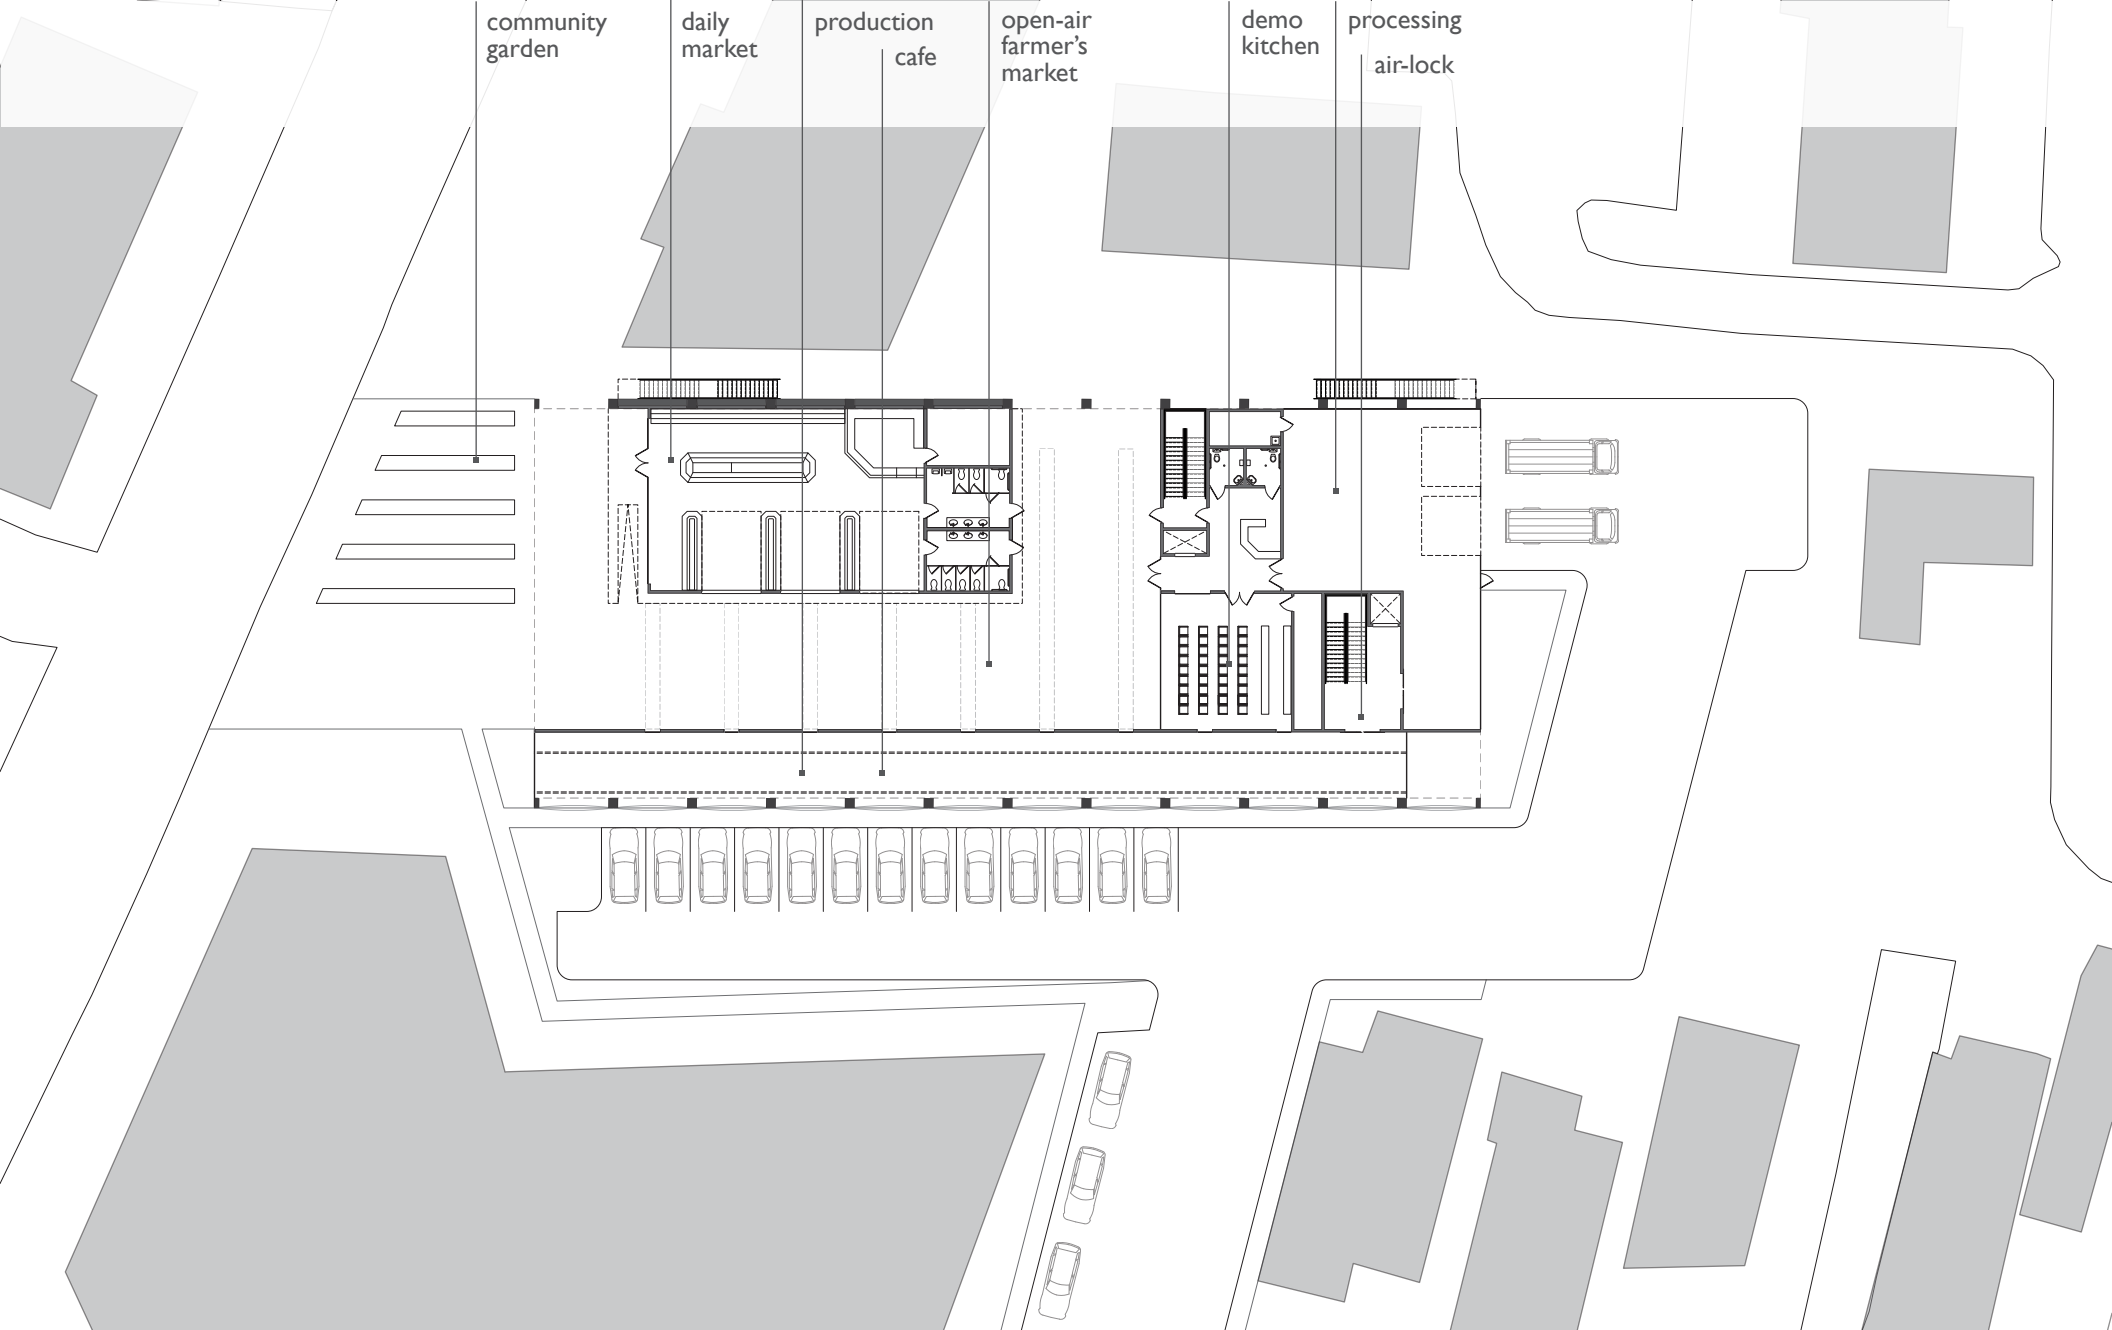 community
garden
daily
market
production
cafe
open-air
farmer’s
market
demo
kitchen
processing
air-lock